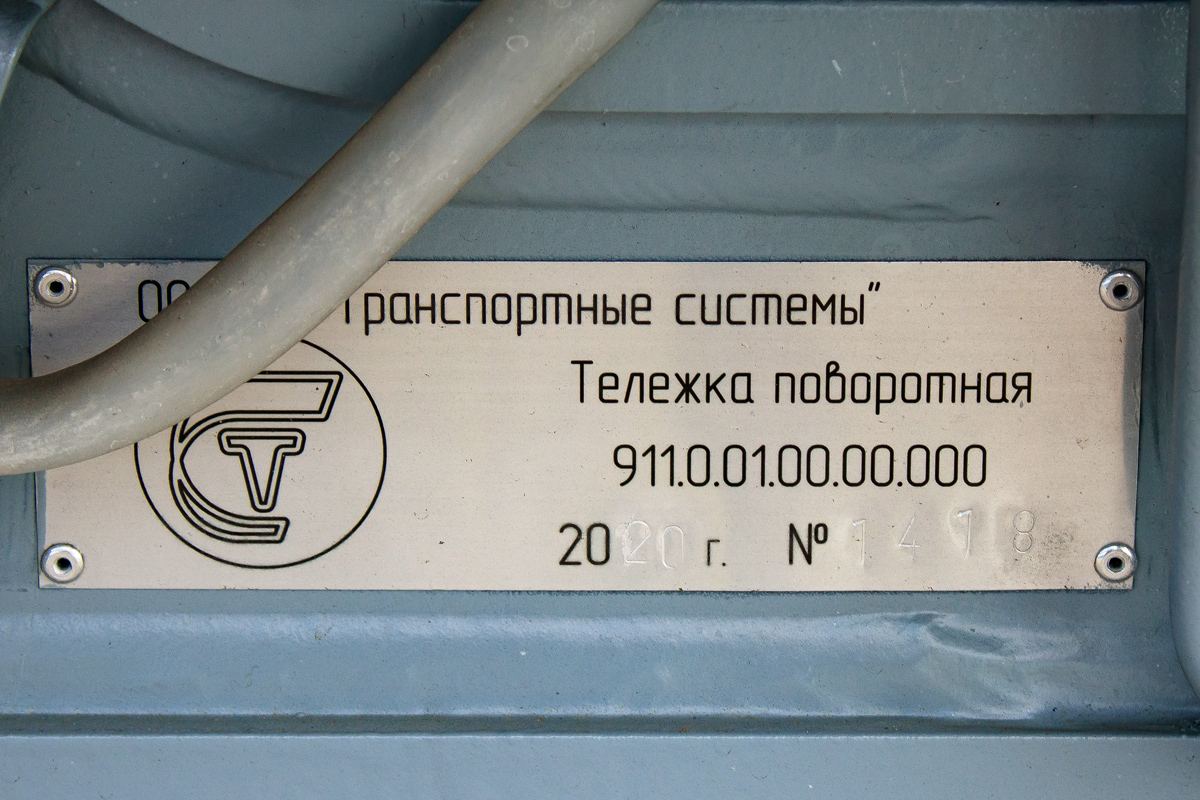 Транспортные системы"
Тележка поворотная
911.0.01.00.00.000
2020 г. № 1418